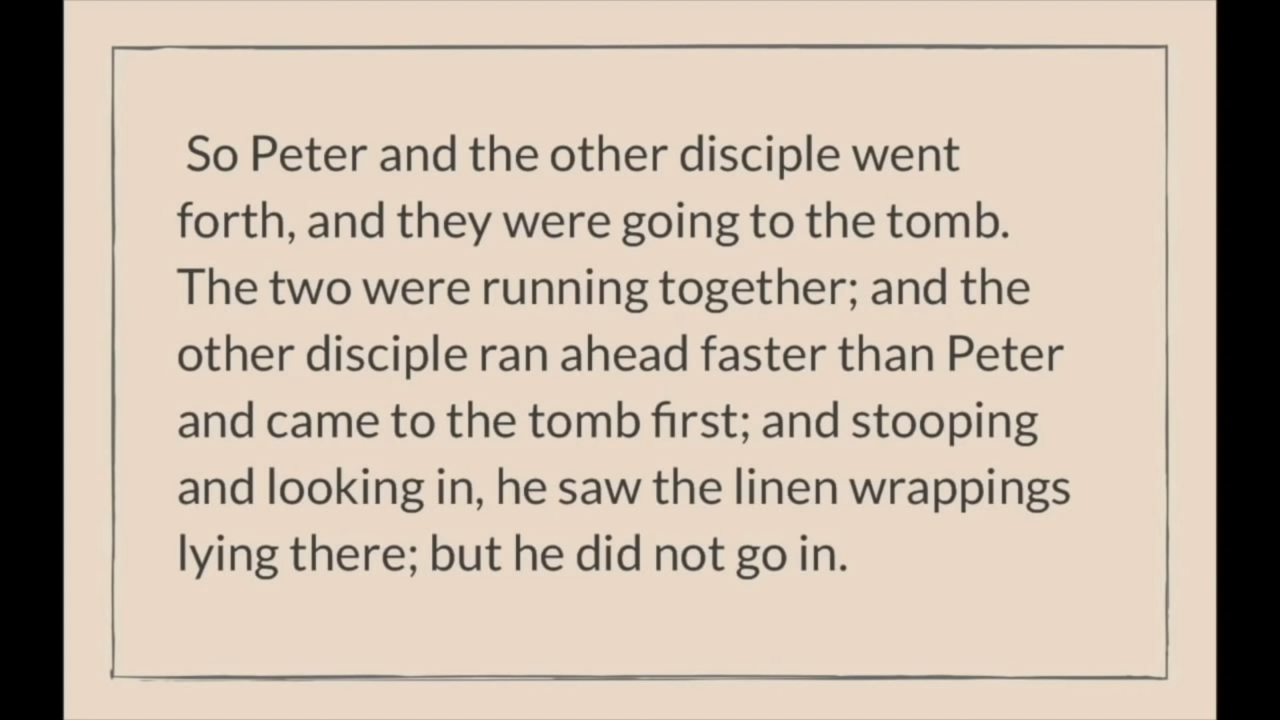 So Peter and the other disciple went
forth, and they were going to the tomb.
The two were running together; and the
other disciple ran ahead faster than Peter
and came to the tomb first; and stooping
and looking in, he saw the linen wrappings
lying there; but he did not go in.